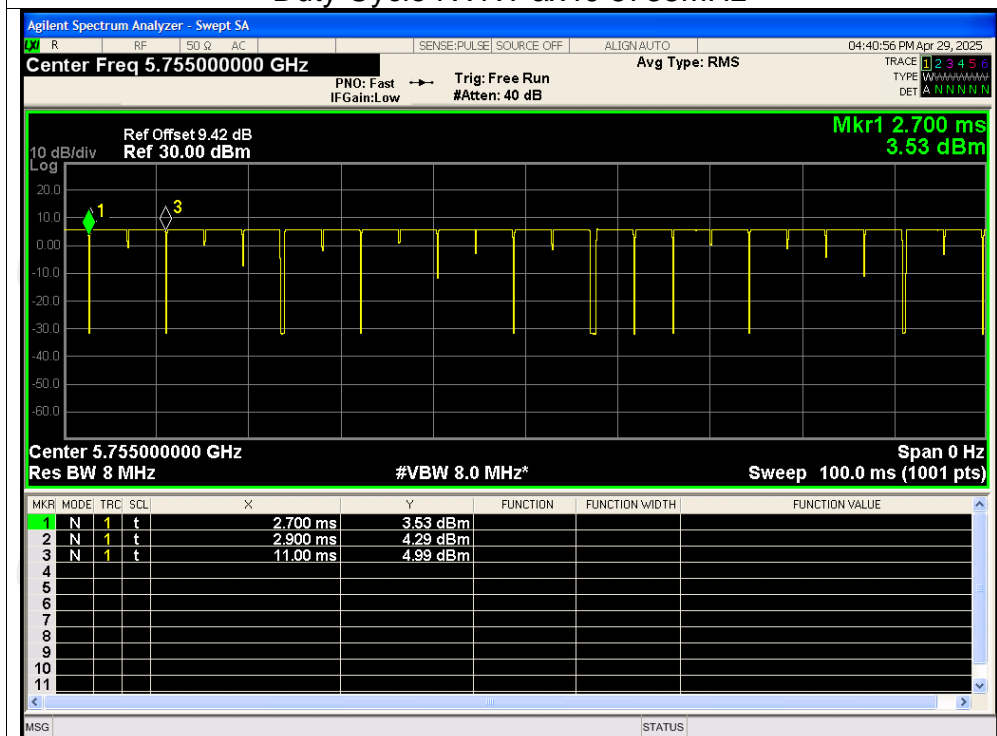 Agilent Spectrum Analyzer - Swept SA
LXI R RF 50 Ω AC SENSE:PULSE SOURCE OFF ALIGN AUTO 04:40:56 PM Apr 29, 2025
Center Freq 5.755000000 GHz Avg Type: RMS TRACE 1 2 3 4 5 6
PNO: Fast Trig: Free Run TYPE
IFGain:Low #Atten: 40 dB DET A N N N N N
Mkr1 2.700 ms
Ref Offset 9.42 dB
10 dB/div Ref 30.00 dBm 3.53 dBm
Log
20.0
10.0
0.00
-10.0
-20.0
-30.0
-40.0
-50.0
-60.0
1
3
Center 5.755000000 GHz Span 0 Hz
Res BW 8 MHz #VBW 8.0 MHz* Sweep 100.0 ms (1001 pts)
MKR MODE TRC SCL X Y FUNCTION FUNCTION WIDTH FUNCTION VALUE
1 N 1 t 2.700 ms 3.53 dBm
2 N 1 t 2.900 ms 4.29 dBm
3 N 1 t 11.00 ms 4.99 dBm
4
5
6
7
8
9
10
11
MSG STATUS